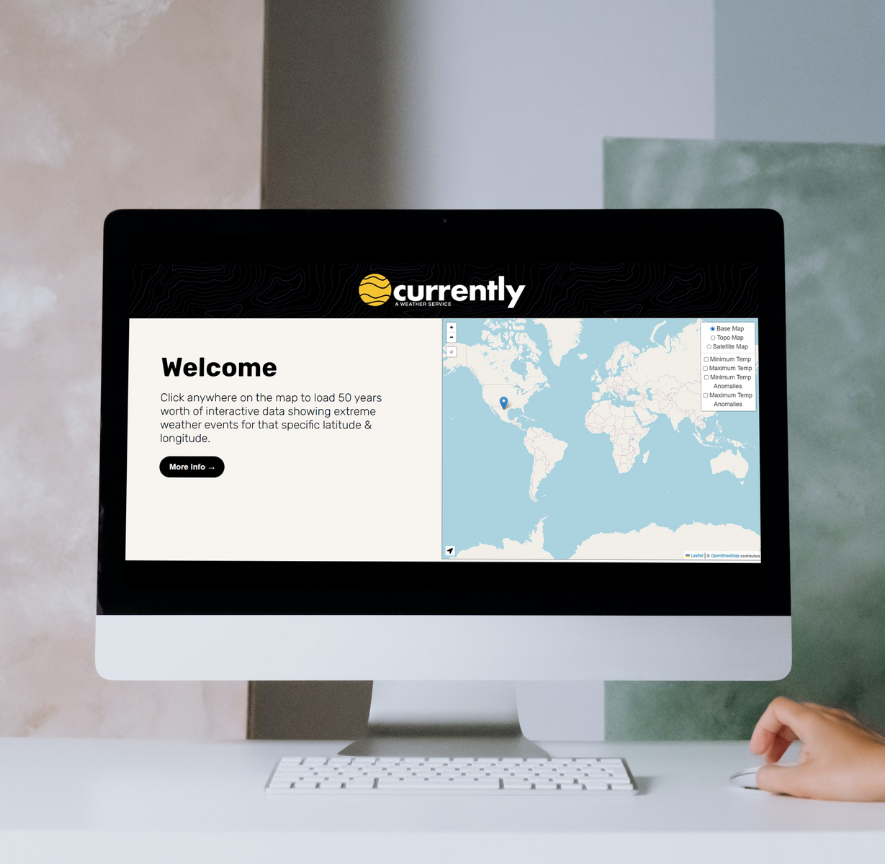 currently
A WEATHER SERVICE
Welcome
Click anywhere on the map to load 50 years
worth of interactive data showing extreme
weather events for that specific latitude &
longitude.
More Info →
+
−
Base Map
Topo Map
Satellite Map
Minimum Temp
Maximum Temp
Minimum Temp
Anomalies
Maximum Temp
Anomalies
Leaflet | © OpenStreetMap contributors